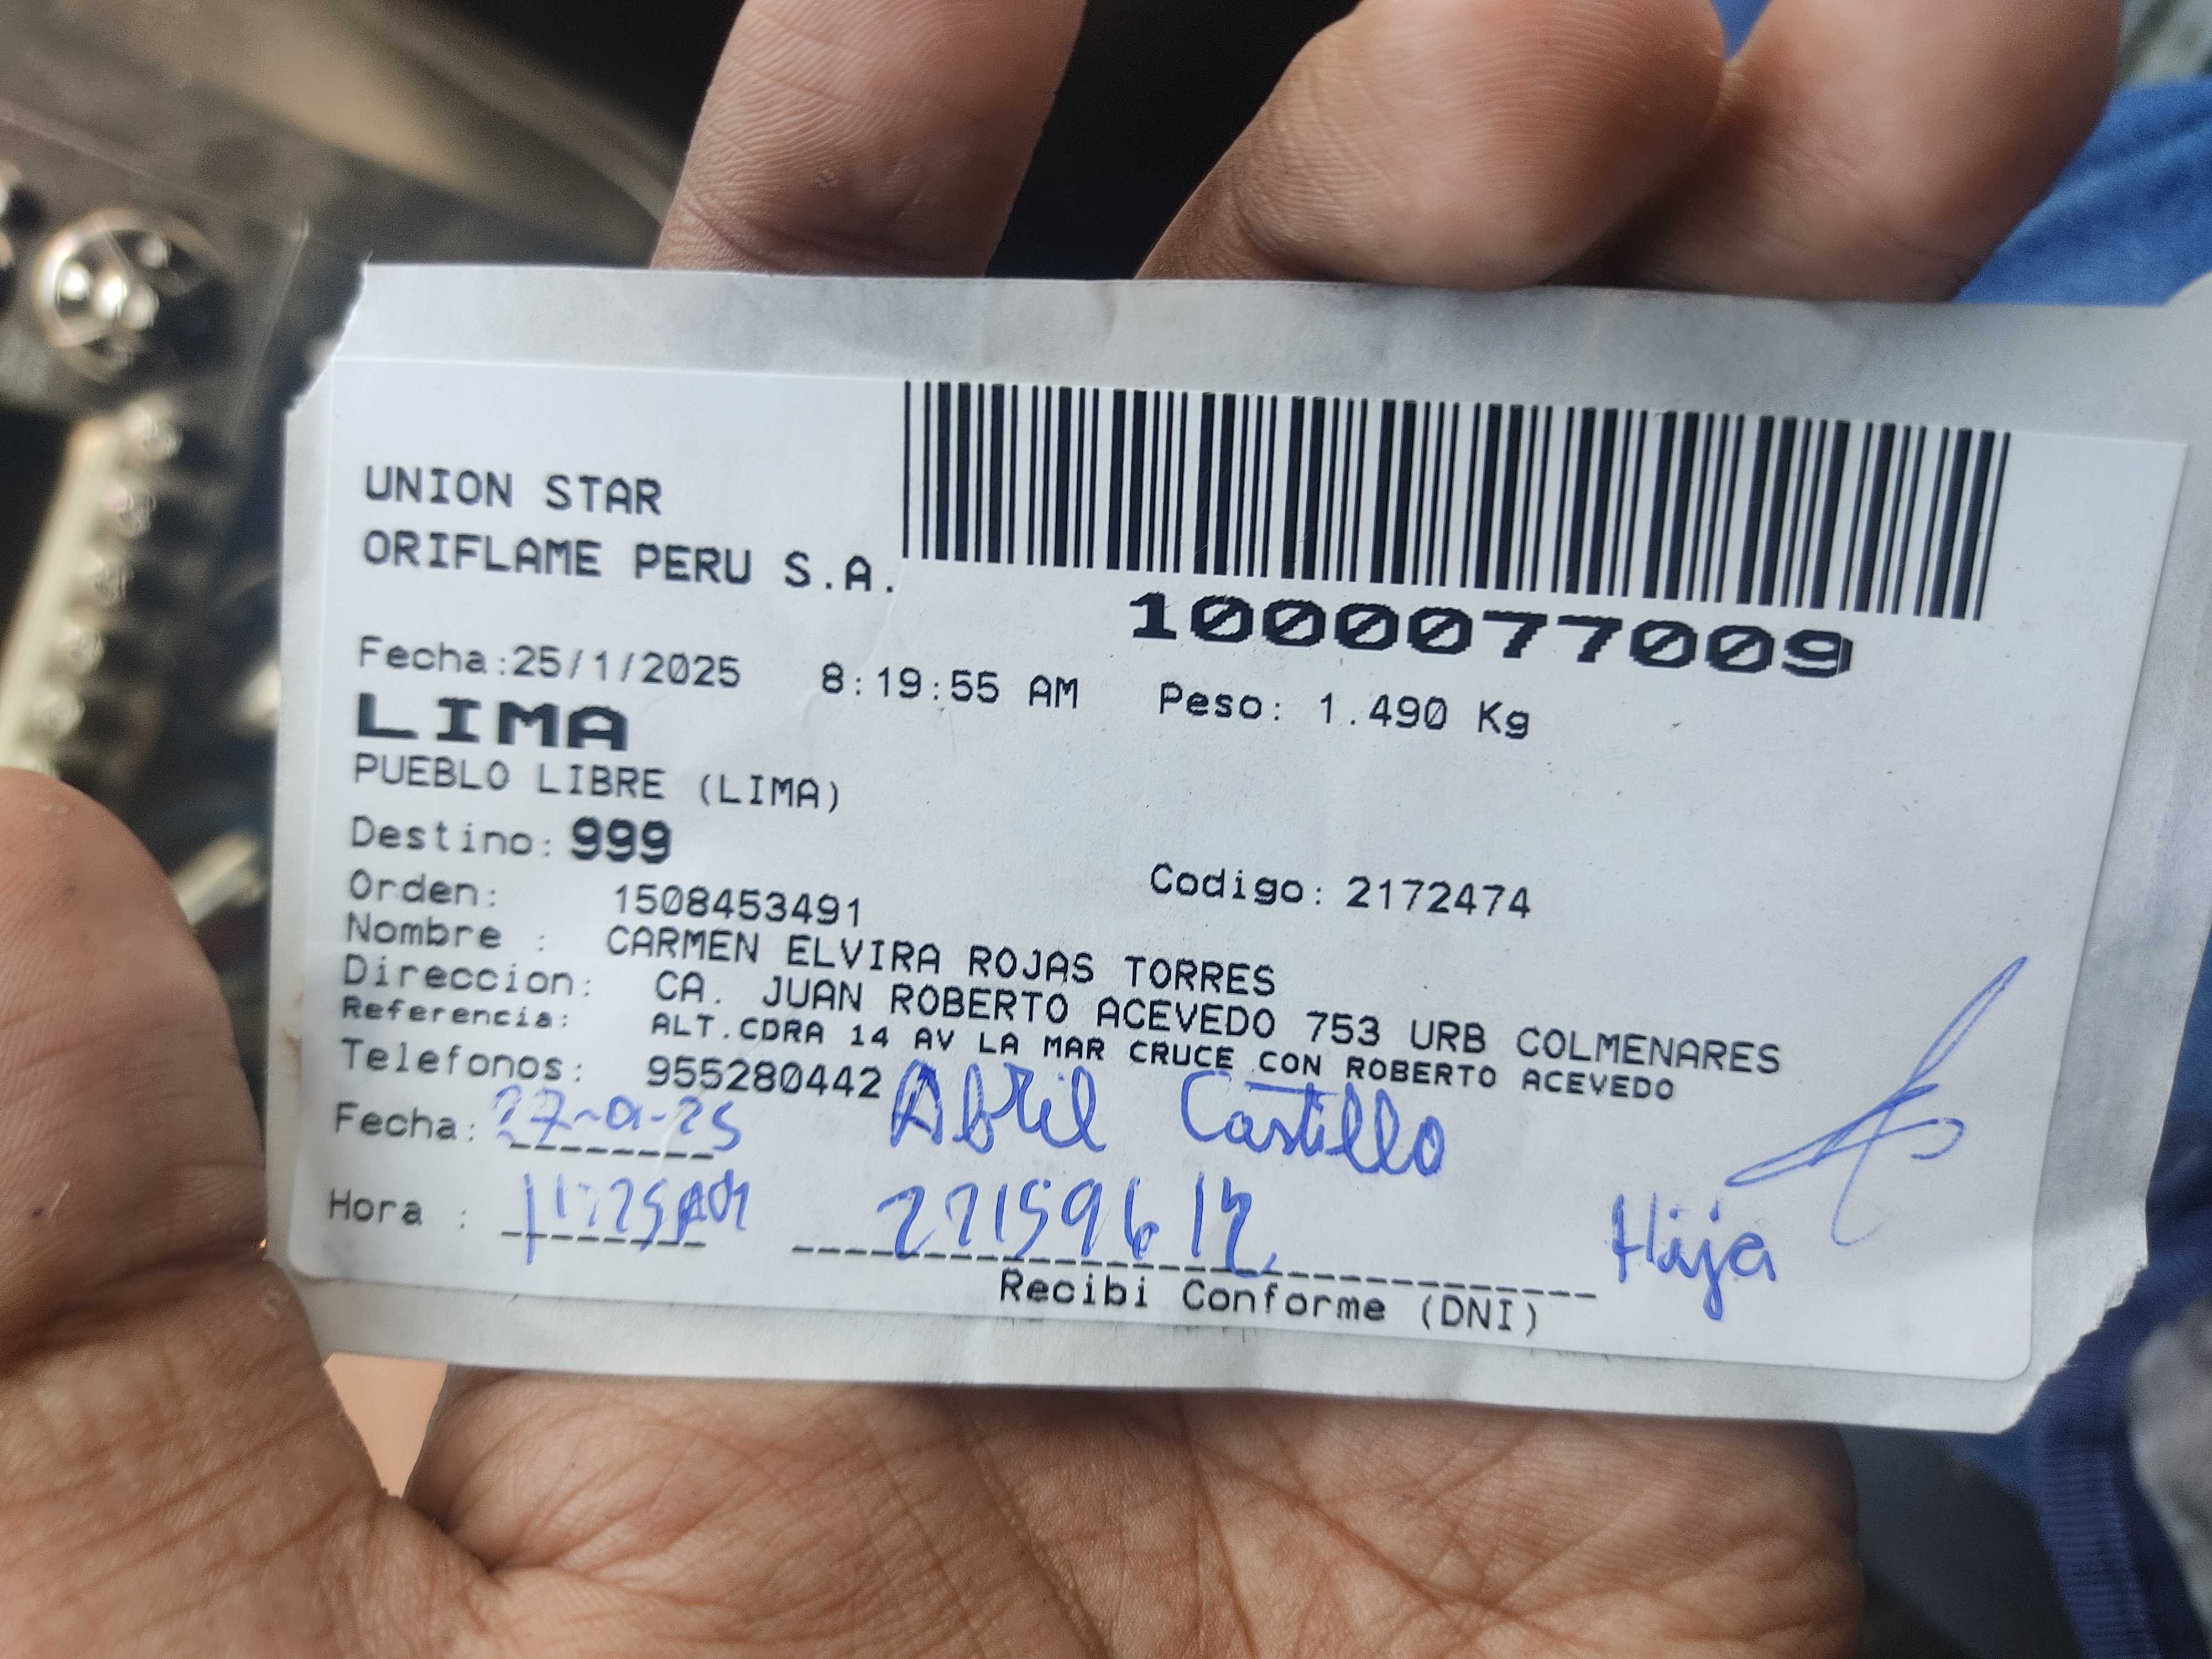 UNION STAR
ORIFLAME PERU S.A.
1000077009
Fecha:25/1/2025 8:19:55 AM Peso: 1.490 Kg
LIMA
PUEBLO LIBRE (LIMA)
Destino: 999
Orden: 1508453491 Codigo: 2172474
Nombre : CARMEN ELVIRA ROJAS TORRES
Direccion: CA. JUAN ROBERTO ACEVEDO 753 URB COLMENARES
Referencia: ALT.CDRA 14 AV LA MAR CRUCE CON ROBERTO ACEVEDO
Telefonos: 955280442
Fecha: 27-01-25 Abril Castillo
Hora : Hija
Recibi Conforme (DNI)